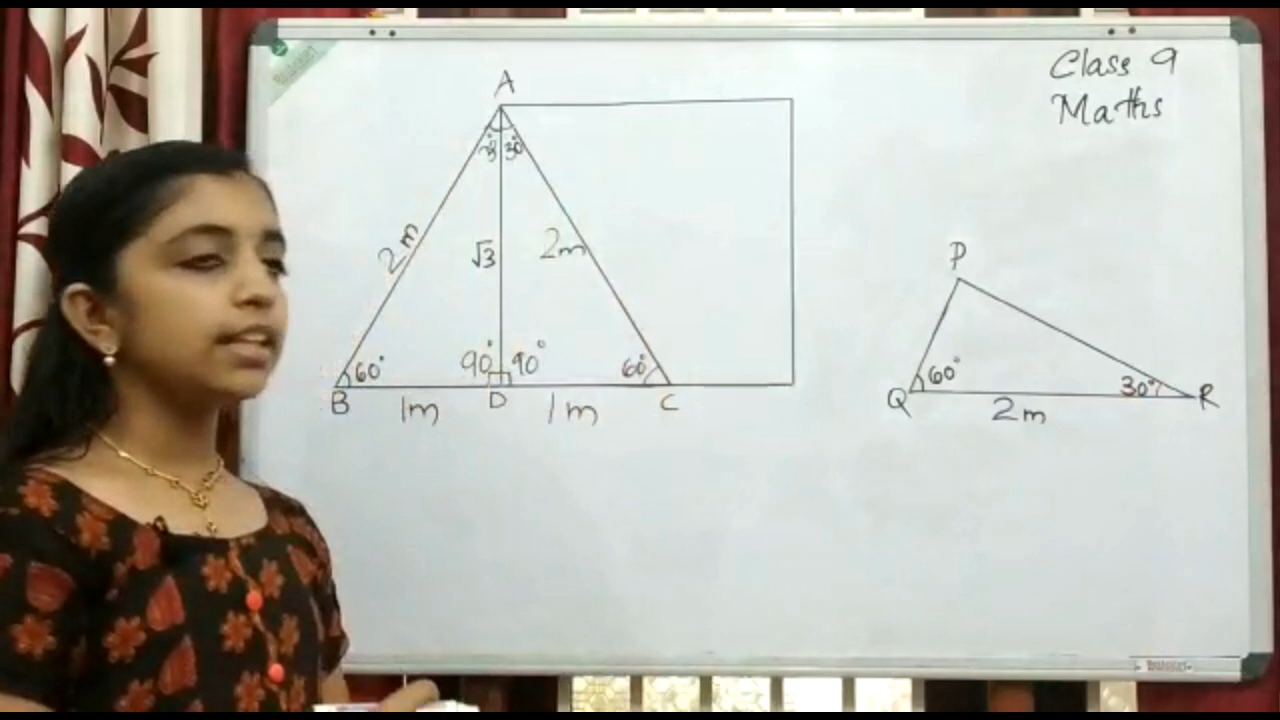 Class 9
Maths
A
30° 30°
2m √3 2m
60° 90° 90° 60°
B D C
1m 1m
P
60° 30°
Q R
2m